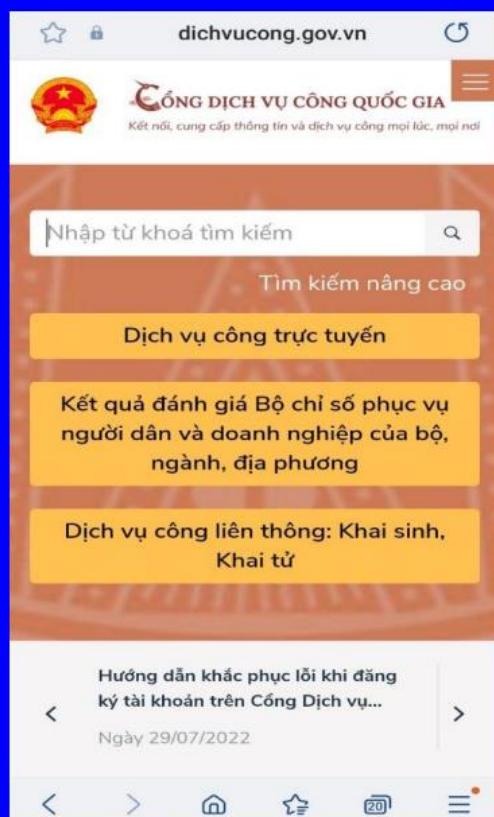 dichvucong.gov.vn
CỔNG DỊCH VỤ CÔNG QUỐC GIA
Kết nối, cung cấp thông tin và dịch vụ công mọi lúc, mọi nơi
Nhập từ khoá tìm kiếm
Tìm kiếm nâng cao
Dịch vụ công trực tuyến
Kết quả đánh giá Bộ chỉ số phục vụ
người dân và doanh nghiệp của bộ,
ngành, địa phương
Dịch vụ công liên thông: Khai sinh,
Khai tử
Hướng dẫn khắc phục lỗi khi đăng
ký tài khoản trên Cổng Dịch vụ...
Ngày 29/07/2022
20